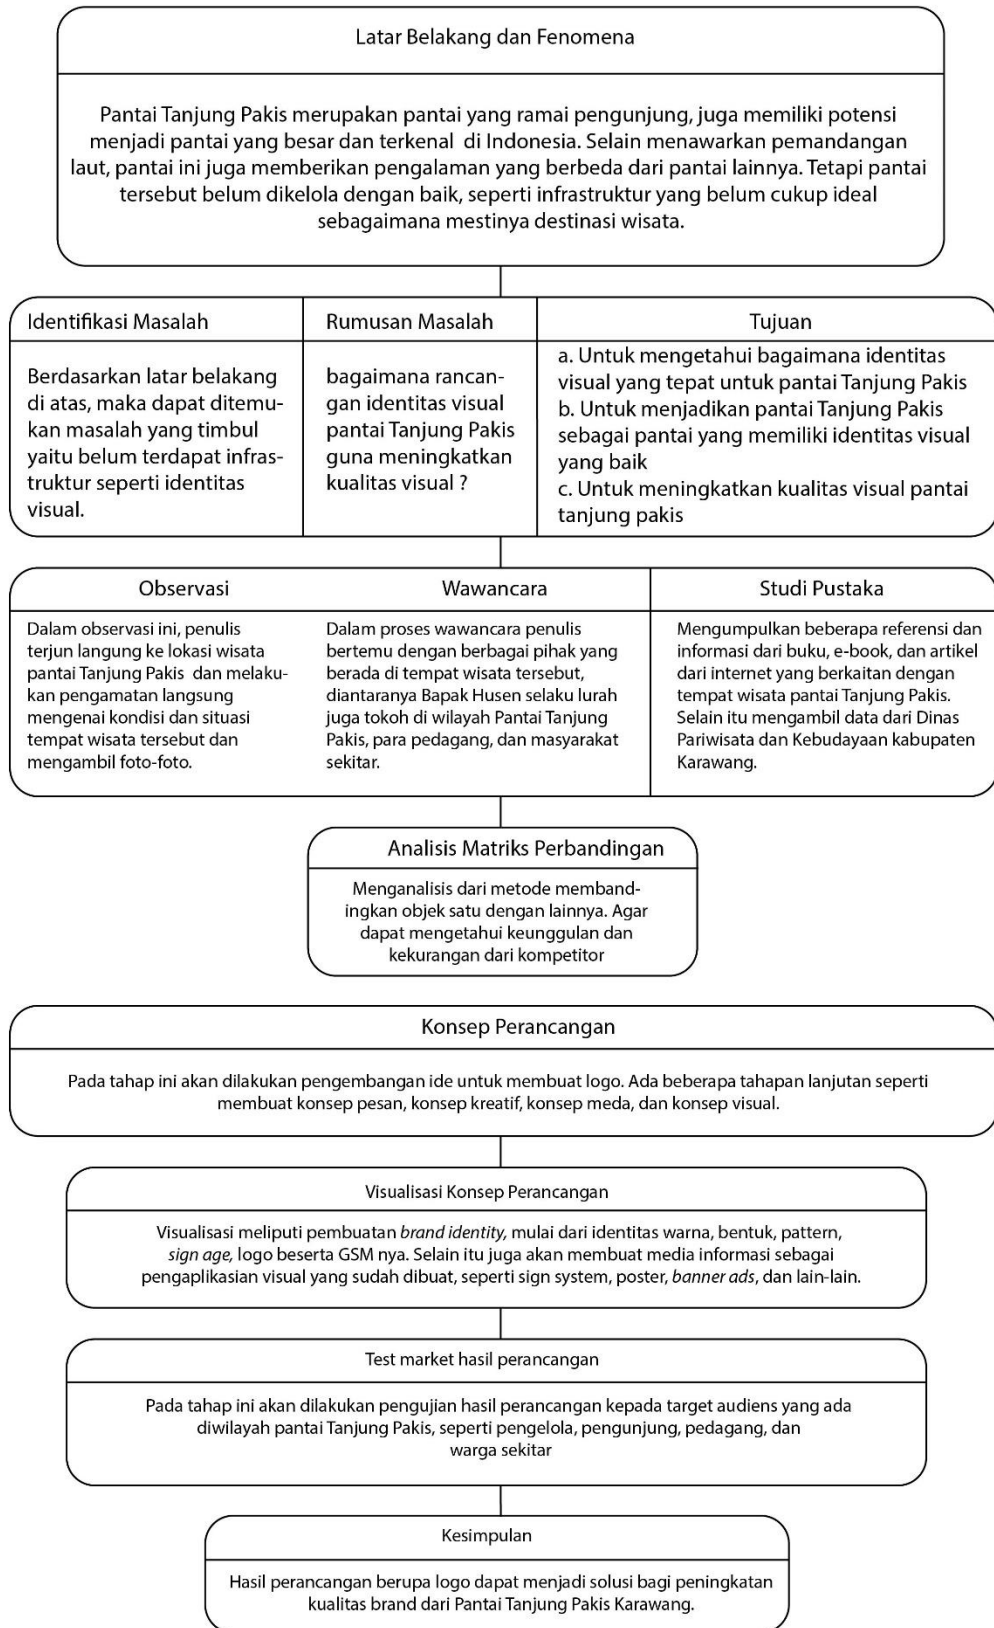 Latar Belakang dan Fenomena
Pantai Tanjung Pakis merupakan pantai yang ramai pengunjung, juga memiliki potensi
menjadi pantai yang besar dan terkenal di Indonesia. Selain menawarkan pemandangan
laut, pantai ini juga memberikan pengalaman yang berbeda dari pantai lainnya. Tetapi pantai
tersebut belum dikelola dengan baik, seperti infrastruktur yang belum cukup ideal
sebagaimana mestinya destinasi wisata.
Identifikasi Masalah
Berdasarkan latar belakang
di atas, maka dapat ditemu-
kan masalah yang timbul
yaitu belum terdapat infras-
truktur seperti identitas
visual.
Rumusan Masalah
bagaimana rancan-
gan identitas visual
pantai Tanjung Pakis
guna meningkatkan
kualitas visual ?
Tujuan
a. Untuk mengetahui bagaimana identitas
visual yang tepat untuk pantai Tanjung Pakis
b. Untuk menjadikan pantai Tanjung Pakis
sebagai pantai yang memiliki identitas visual
yang baik
c. Untuk meningkatkan kualitas visual pantai
tanjung pakis
Observasi
Dalam observasi ini, penulis
terjun langung ke lokasi wisata
pantai Tanjung Pakis dan melaku-
kan pengamatan langsung
mengenai kondisi dan situasi
tempat wisata tersebut dan
mengambil foto-foto.
Wawancara
Dalam proses wawancara penulis
bertemu dengan berbagai pihak yang
berada di tempat wisata tersebut,
diantaranya Bapak Husen selaku lurah
juga tokoh di wilayah Pantai Tanjung
Pakis, para pedagang, dan masyarakat
sekitar.
Studi Pustaka
Mengumpulkan beberapa referensi dan
informasi dari buku, e-book, dan artikel
dari internet yang berkaitan dengan
tempat wisata pantai Tanjung Pakis.
Selain itu mengambil data dari Dinas
Pariwisata dan Kebudayaan kabupaten
Karawang.
Analisis Matriks Perbandingan
Menganalisis dari metode memband-
ingkan objek satu dengan lainnya. Agar
dapat mengetahui keunggulan dan
kekurangan dari kompetitor
Konsep Perancangan
Pada tahap ini akan dilakukan pengembangan ide untuk membuat logo. Ada beberapa tahapan lanjutan seperti
membuat konsep pesan, konsep kreatif, konsep meda, dan konsep visual.
Visualisasi Konsep Perancangan
Visualisasi meliputi pembuatan brand identity, mulai dari identitas warna, bentuk, pattern,
sign age, logo beserta GSM nya. Selain itu juga akan membuat media informasi sebagai
pengaplikasian visual yang sudah dibuat, seperti sign system, poster, banner ads, dan lain-lain.
Test market hasil perancangan
Pada tahap ini akan dilakukan pengujian hasil perancangan kepada target audiens yang ada
diwilayah pantai Tanjung Pakis, seperti pengelola, pengunjung, pedagang, dan
warga sekitar
Kesimpulan
Hasil perancangan berupa logo dapat menjadi solusi bagi peningkatan
kualitas brand dari Pantai Tanjung Pakis Karawang.